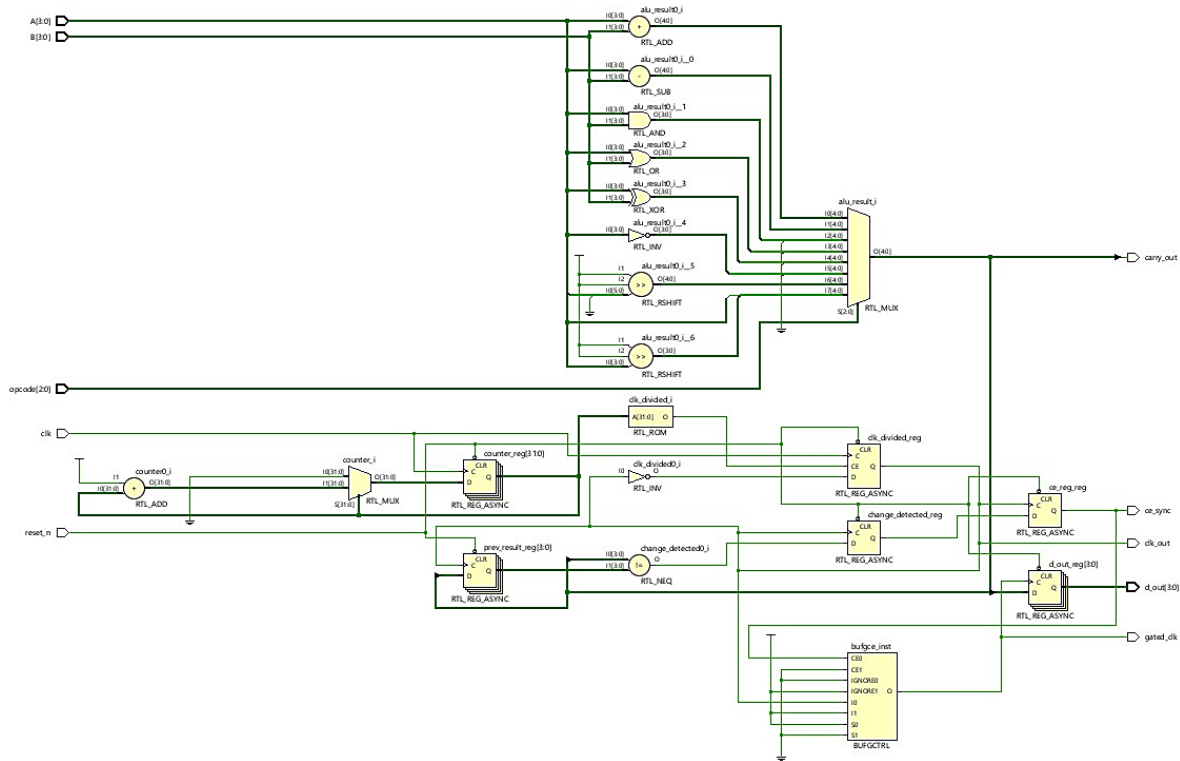 A[3:0]
B[3:0]
alu_result0_i
I0[3:0]
I1[3:0]
O[4:0]
+
RTL_ADD
alu_result0_i__0
I0[3:0]
I1[3:0]
O[4:0]
-
RTL_SUB
alu_result0_i__1
I0[3:0]
I1[3:0]
O[3:0]
RTL_AND
alu_result0_i__2
I0[3:0]
I1[3:0]
O[3:0]
RTL_OR
alu_result0_i__3
I0[3:0]
I1[3:0]
O[3:0]
RTL_XOR
alu_result0_i__4
I0[3:0]
O[3:0]
RTL_INV
alu_result0_i__5
I1
I2
I0[5:0]
O[4:0]
>>
RTL_RSHIFT
alu_result0_i__6
I1
I2
I0[3:0]
O[3:0]
>>
RTL_RSHIFT
alu_result_i
I0[4:0]
I1[4:0]
I2[4:0]
I3[4:0]
I4[4:0]
I5[4:0]
I6[4:0]
I7[4:0]
S[2:0]
O[4:0]
RTL_MUX
carry_out
opcode[2:0]
clk
reset_n
counter0_i
I1
I0[31:0]
O[31:0]
+
RTL_ADD
counter_i
I0[31:0]
I1[31:0]
S[31:0]
O[31:0]
RTL_MUX
counter_reg[31:0]
CLR
C
D
Q
RTL_REG_ASYNC
clk_divided_i
A[31:0]
O
RTL_ROM
clk_divided0_i
I0
O
RTL_INV
clk_divided_reg
CLR
C
CE
D
Q
RTL_REG_ASYNC
prev_result_reg[3:0]
CLR
C
D
Q
RTL_REG_ASYNC
change_detected0_i
I0[3:0]
I1[3:0]
O
!=
RTL_NEQ
change_detected_reg
CLR
C
D
Q
RTL_REG_ASYNC
ce_reg_reg
CLR
C
D
Q
RTL_REG_ASYNC
ce_sync
clk_out
d_out_reg[3:0]
CLR
C
D
Q
RTL_REG_ASYNC
d_out[3:0]
gated_clk
bufgce_inst
CE0
CE1
IGNORE0
IGNORE1
I0
I1
S0
S1
O
BUFGCTRL